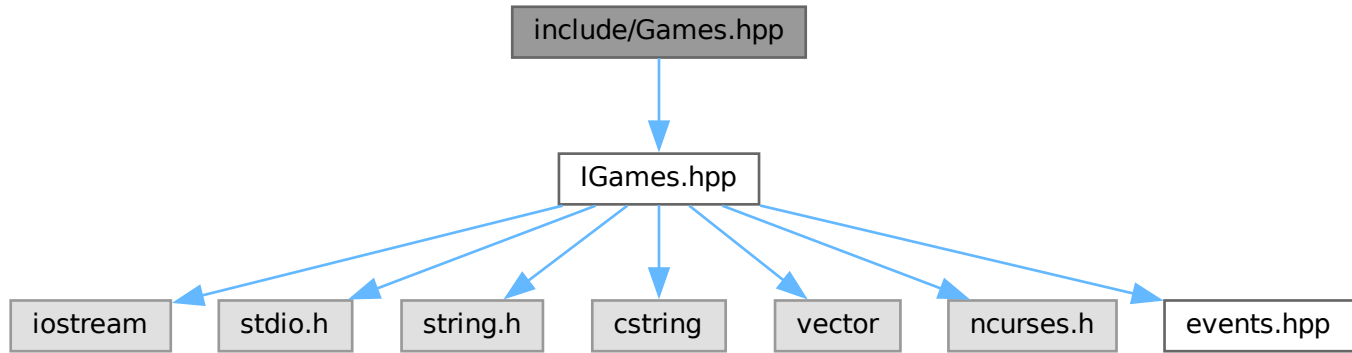 include/Games.hpp
IGames.hpp
iostream
stdio.h
string.h
cstring
vector
ncurses.h
events.hpp